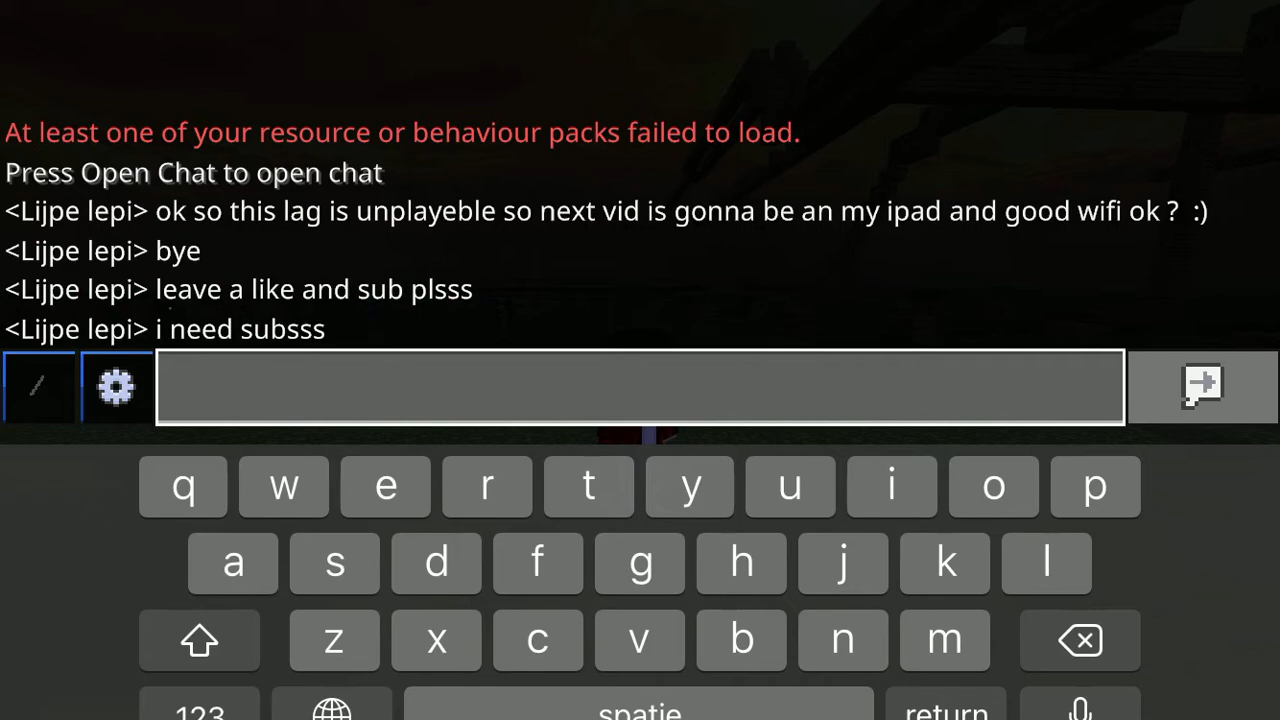 At least one of your resource or behaviour packs failed to load.
Press Open Chat to open chat
<Lijpe lepi> ok so this lag is unplayeble so next vid is gonna be an my ipad and good wifi ok ?  :)
<Lijpe lepi> bye
<Lijpe lepi> leave a like and sub plsss
<Lijpe lepi> i need subsss
/
q w e r t y u i o p
a s d f g h j k l
z x c v b n m
123 spatie return